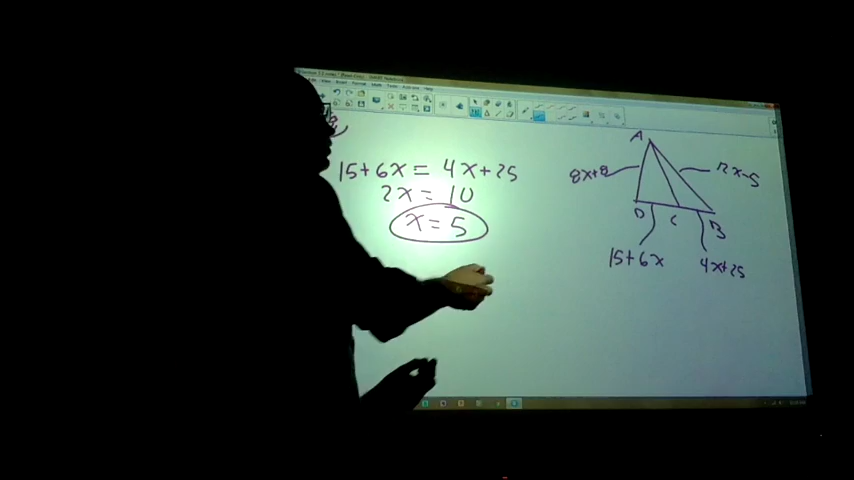 15+6x = 4x+25
2x = 10
x = 5
A
8x+8
12x-5
D
C
B
15+6x
4x+25